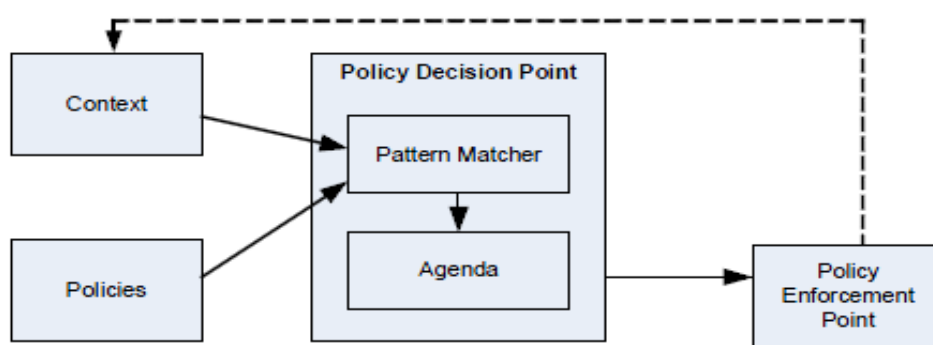 Context
Policy Decision Point
Pattern Matcher
Agenda
Policies
Policy
Enforcement
Point